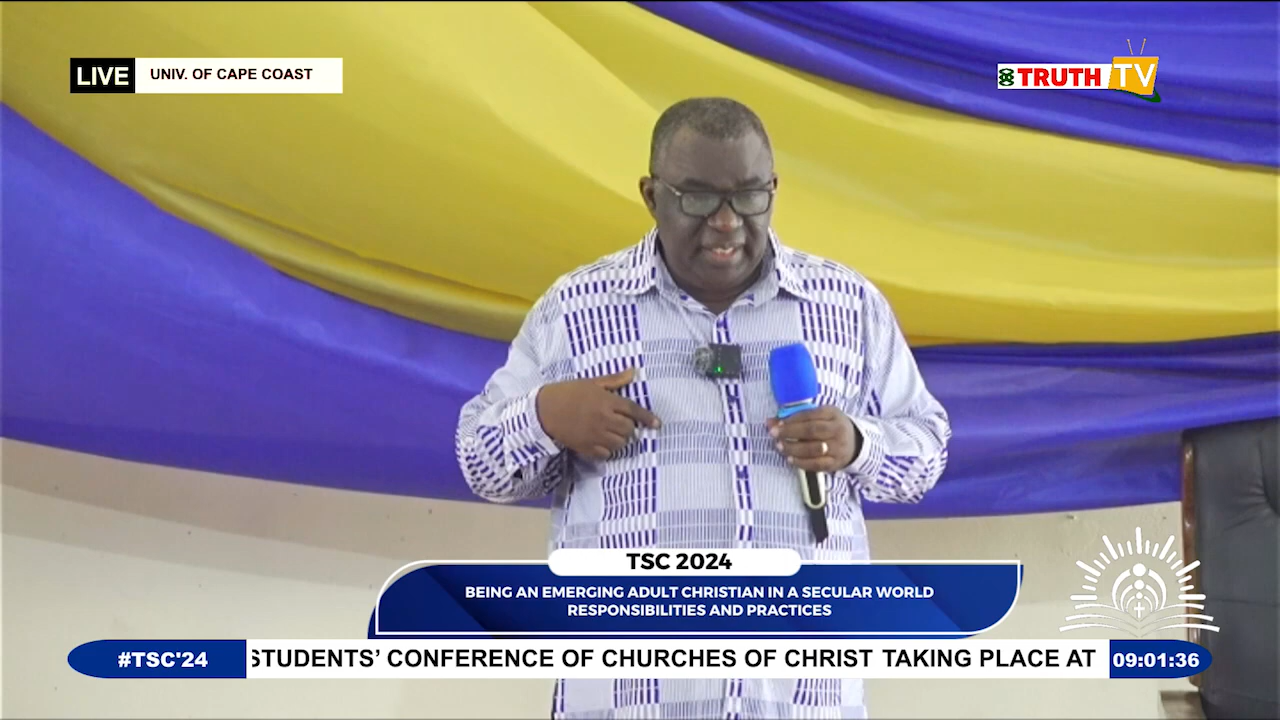 LIVE
UNIV. OF CAPE COAST
TRUTH TV
TSC 2024
BEING AN EMERGING ADULT CHRISTIAN IN A SECULAR WORLD
RESPONSIBILITIES AND PRACTICES
#TSC'24
STUDENTS' CONFERENCE OF CHURCHES OF CHRIST TAKING PLACE AT
09:01:36